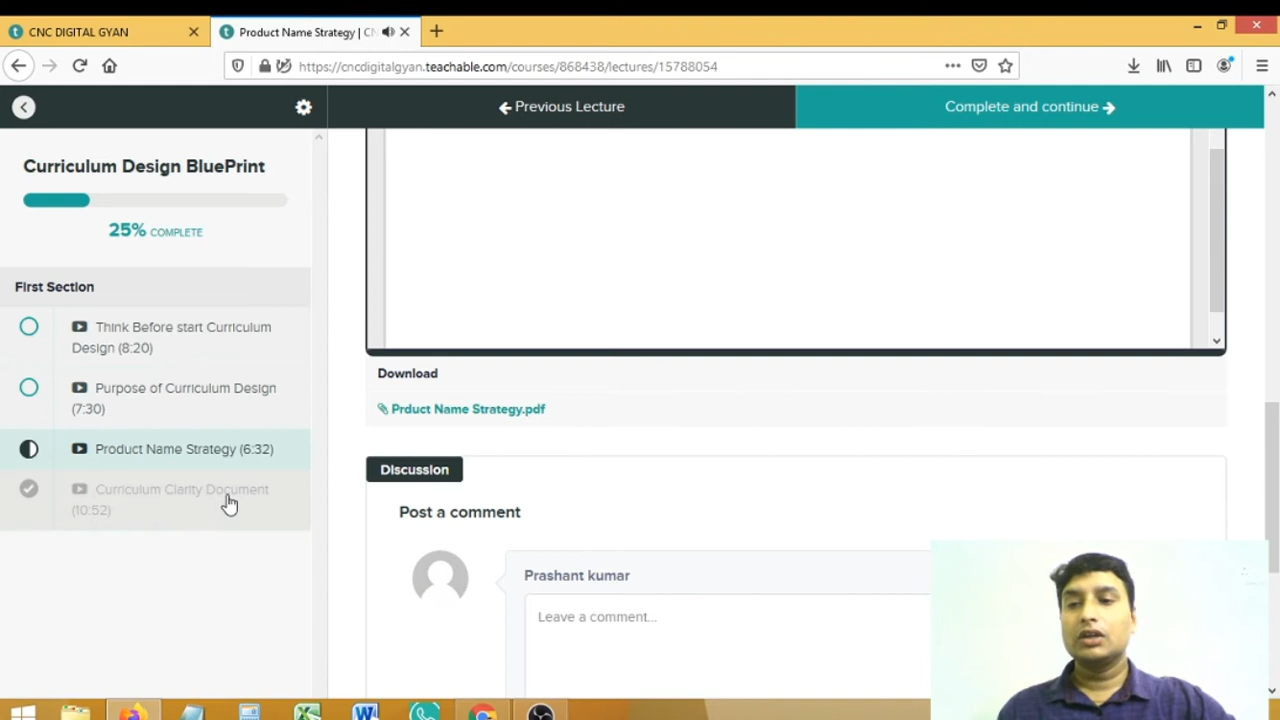 CNC DIGITAL GYAN
Product Name Strategy | CN
https://cncdigitalgyan.teachable.com/courses/868438/lectures/15788054
Previous Lecture
Complete and continue
Curriculum Design BluePrint
25% COMPLETE
First Section
Think Before start Curriculum
Design (8:20)
Purpose of Curriculum Design
(7:30)
Product Name Strategy (6:32)
Curriculum Clarity Document
(10:52)
Download
Prduct Name Strategy.pdf
Discussion
Post a comment
Prashant kumar
Leave a comment...